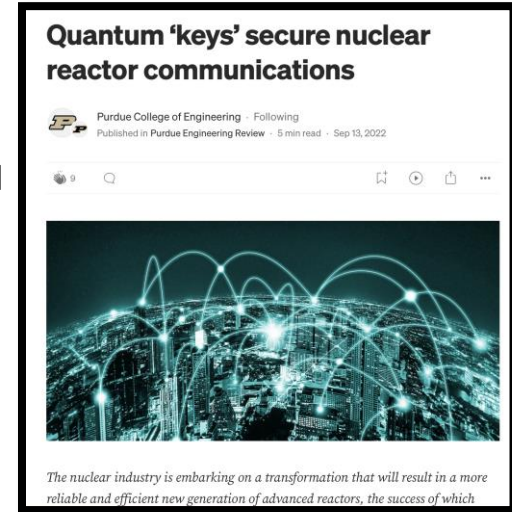 Quantum ‘keys’ secure nuclear
reactor communications
Purdue College of Engineering · Following
Published in Purdue Engineering Review · 5 min read · Sep 13, 2022
9
The nuclear industry is embarking on a transformation that will result in a more
reliable and efficient new generation of advanced reactors, the success of which